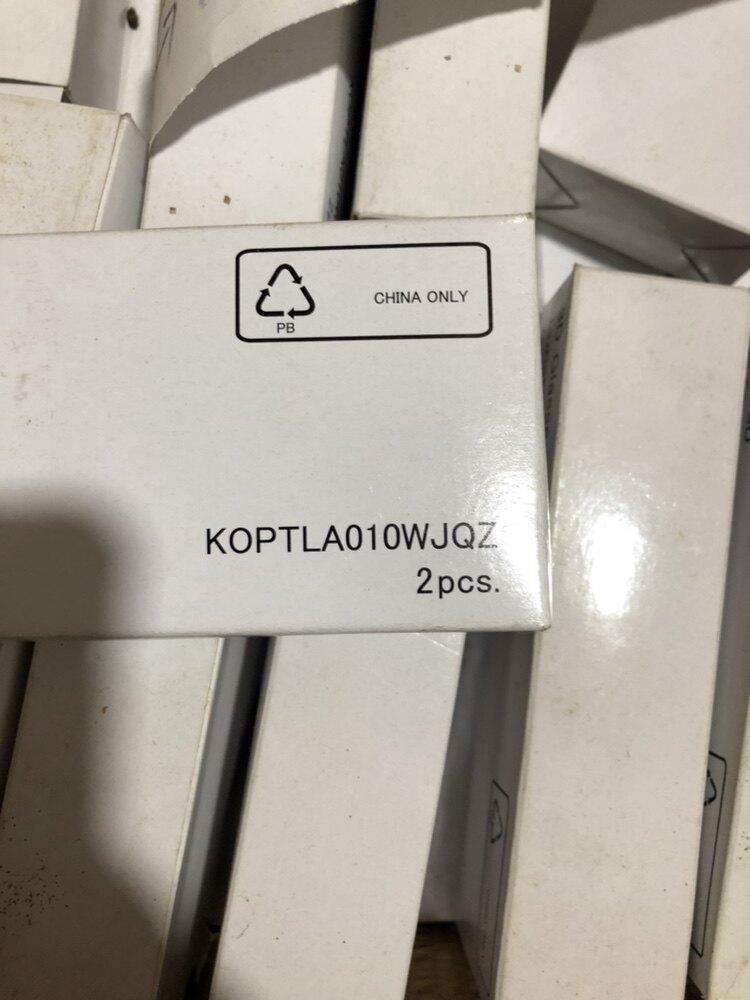 PB
CHINA ONLY
KOPTLA010WJQZ
2pcs.